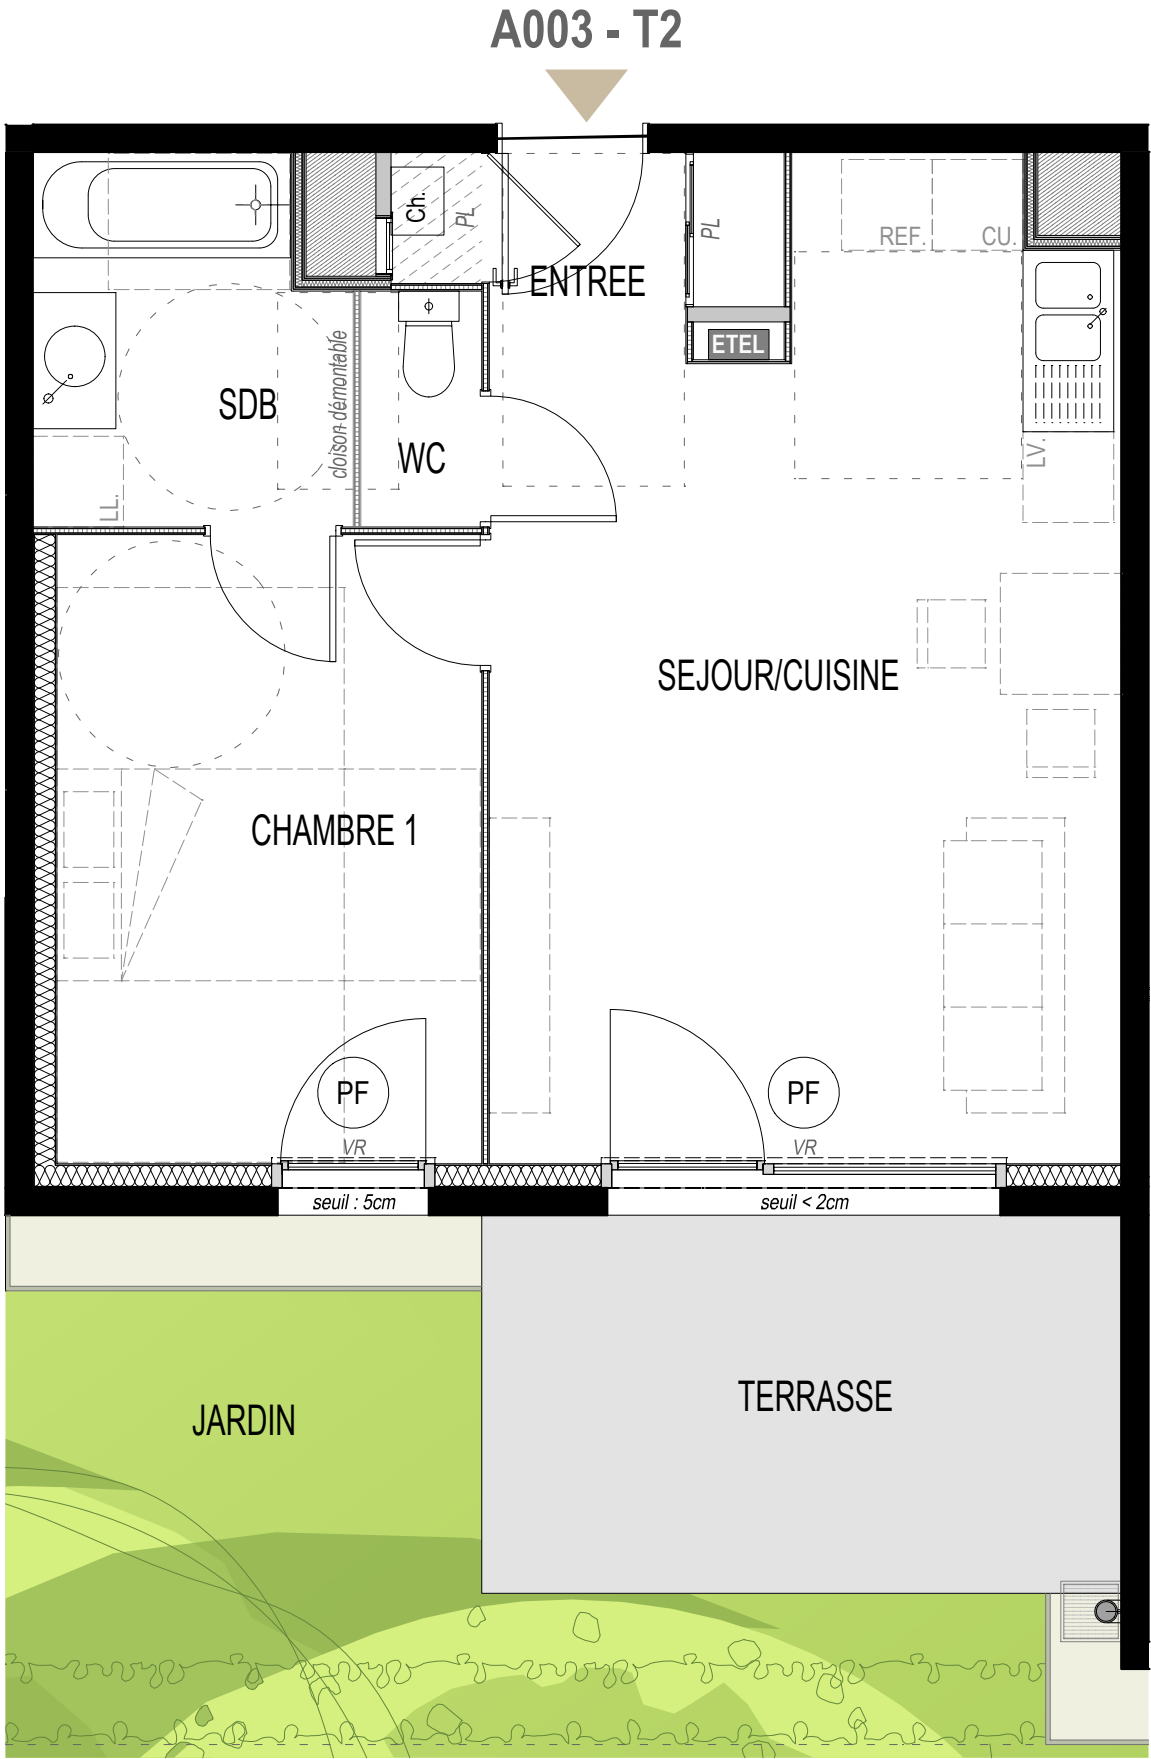 A003 - T2
Ch.
PL
PL
REF.
CU.
ENTREE
ETEL
cloison démontable
SDB
WC
LV.
LL.
SEJOUR/CUISINE
CHAMBRE 1
PF
PF
VR
VR
seuil : 5cm
seuil < 2cm
JARDIN
TERRASSE